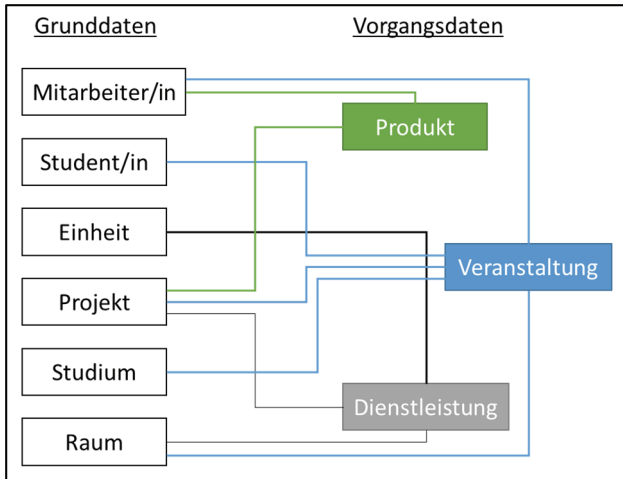 Grunddaten
Vorgangsdaten
Mitarbeiter/in
Produkt
Student/in
Einheit
Veranstaltung
Projekt
Studium
Dienstleistung
Raum